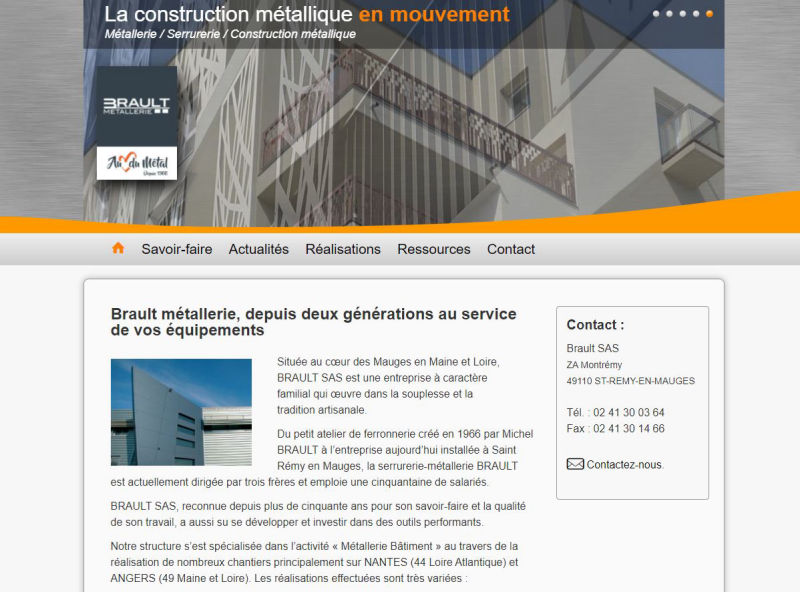 La construction métallique en mouvement
Métallerie / Serrurerie / Construction métallique
BRAULT
METALLERIE
Au du Métal
Depuis 1966
Savoir-faire Actualités Réalisations Ressources Contact
Brault métallerie, depuis deux générations au service
de vos équipements
Située au cœur des Mauges en Maine et Loire,
BRAULT SAS est une entreprise à caractère
familial qui œuvre dans la souplesse et la
tradition artisanale.
Du petit atelier de ferronnerie créé en 1966 par Michel
BRAULT à l’entreprise aujourd’hui installée à Saint
Rémy en Mauges, la serrurerie-métallerie BRAULT
est actuellement dirigée par trois frères et emploie une cinquantaine de salariés.
BRAULT SAS, reconnue depuis plus de cinquante ans pour son savoir-faire et la qualité
de son travail, a aussi su se développer et investir dans des outils performants.
Notre structure s’est spécialisée dans l’activité « Métallerie Bâtiment » au travers de la
réalisation de nombreux chantiers principalement sur NANTES (44 Loire Atlantique) et
ANGERS (49 Maine et Loire). Les réalisations effectuées sont très variées :
Contact :
Brault SAS
ZA Montrémy
49110 ST-REMY-EN-MAUGES
Tél. : 02 41 30 03 64
Fax : 02 41 30 14 66
Contactez-nous.